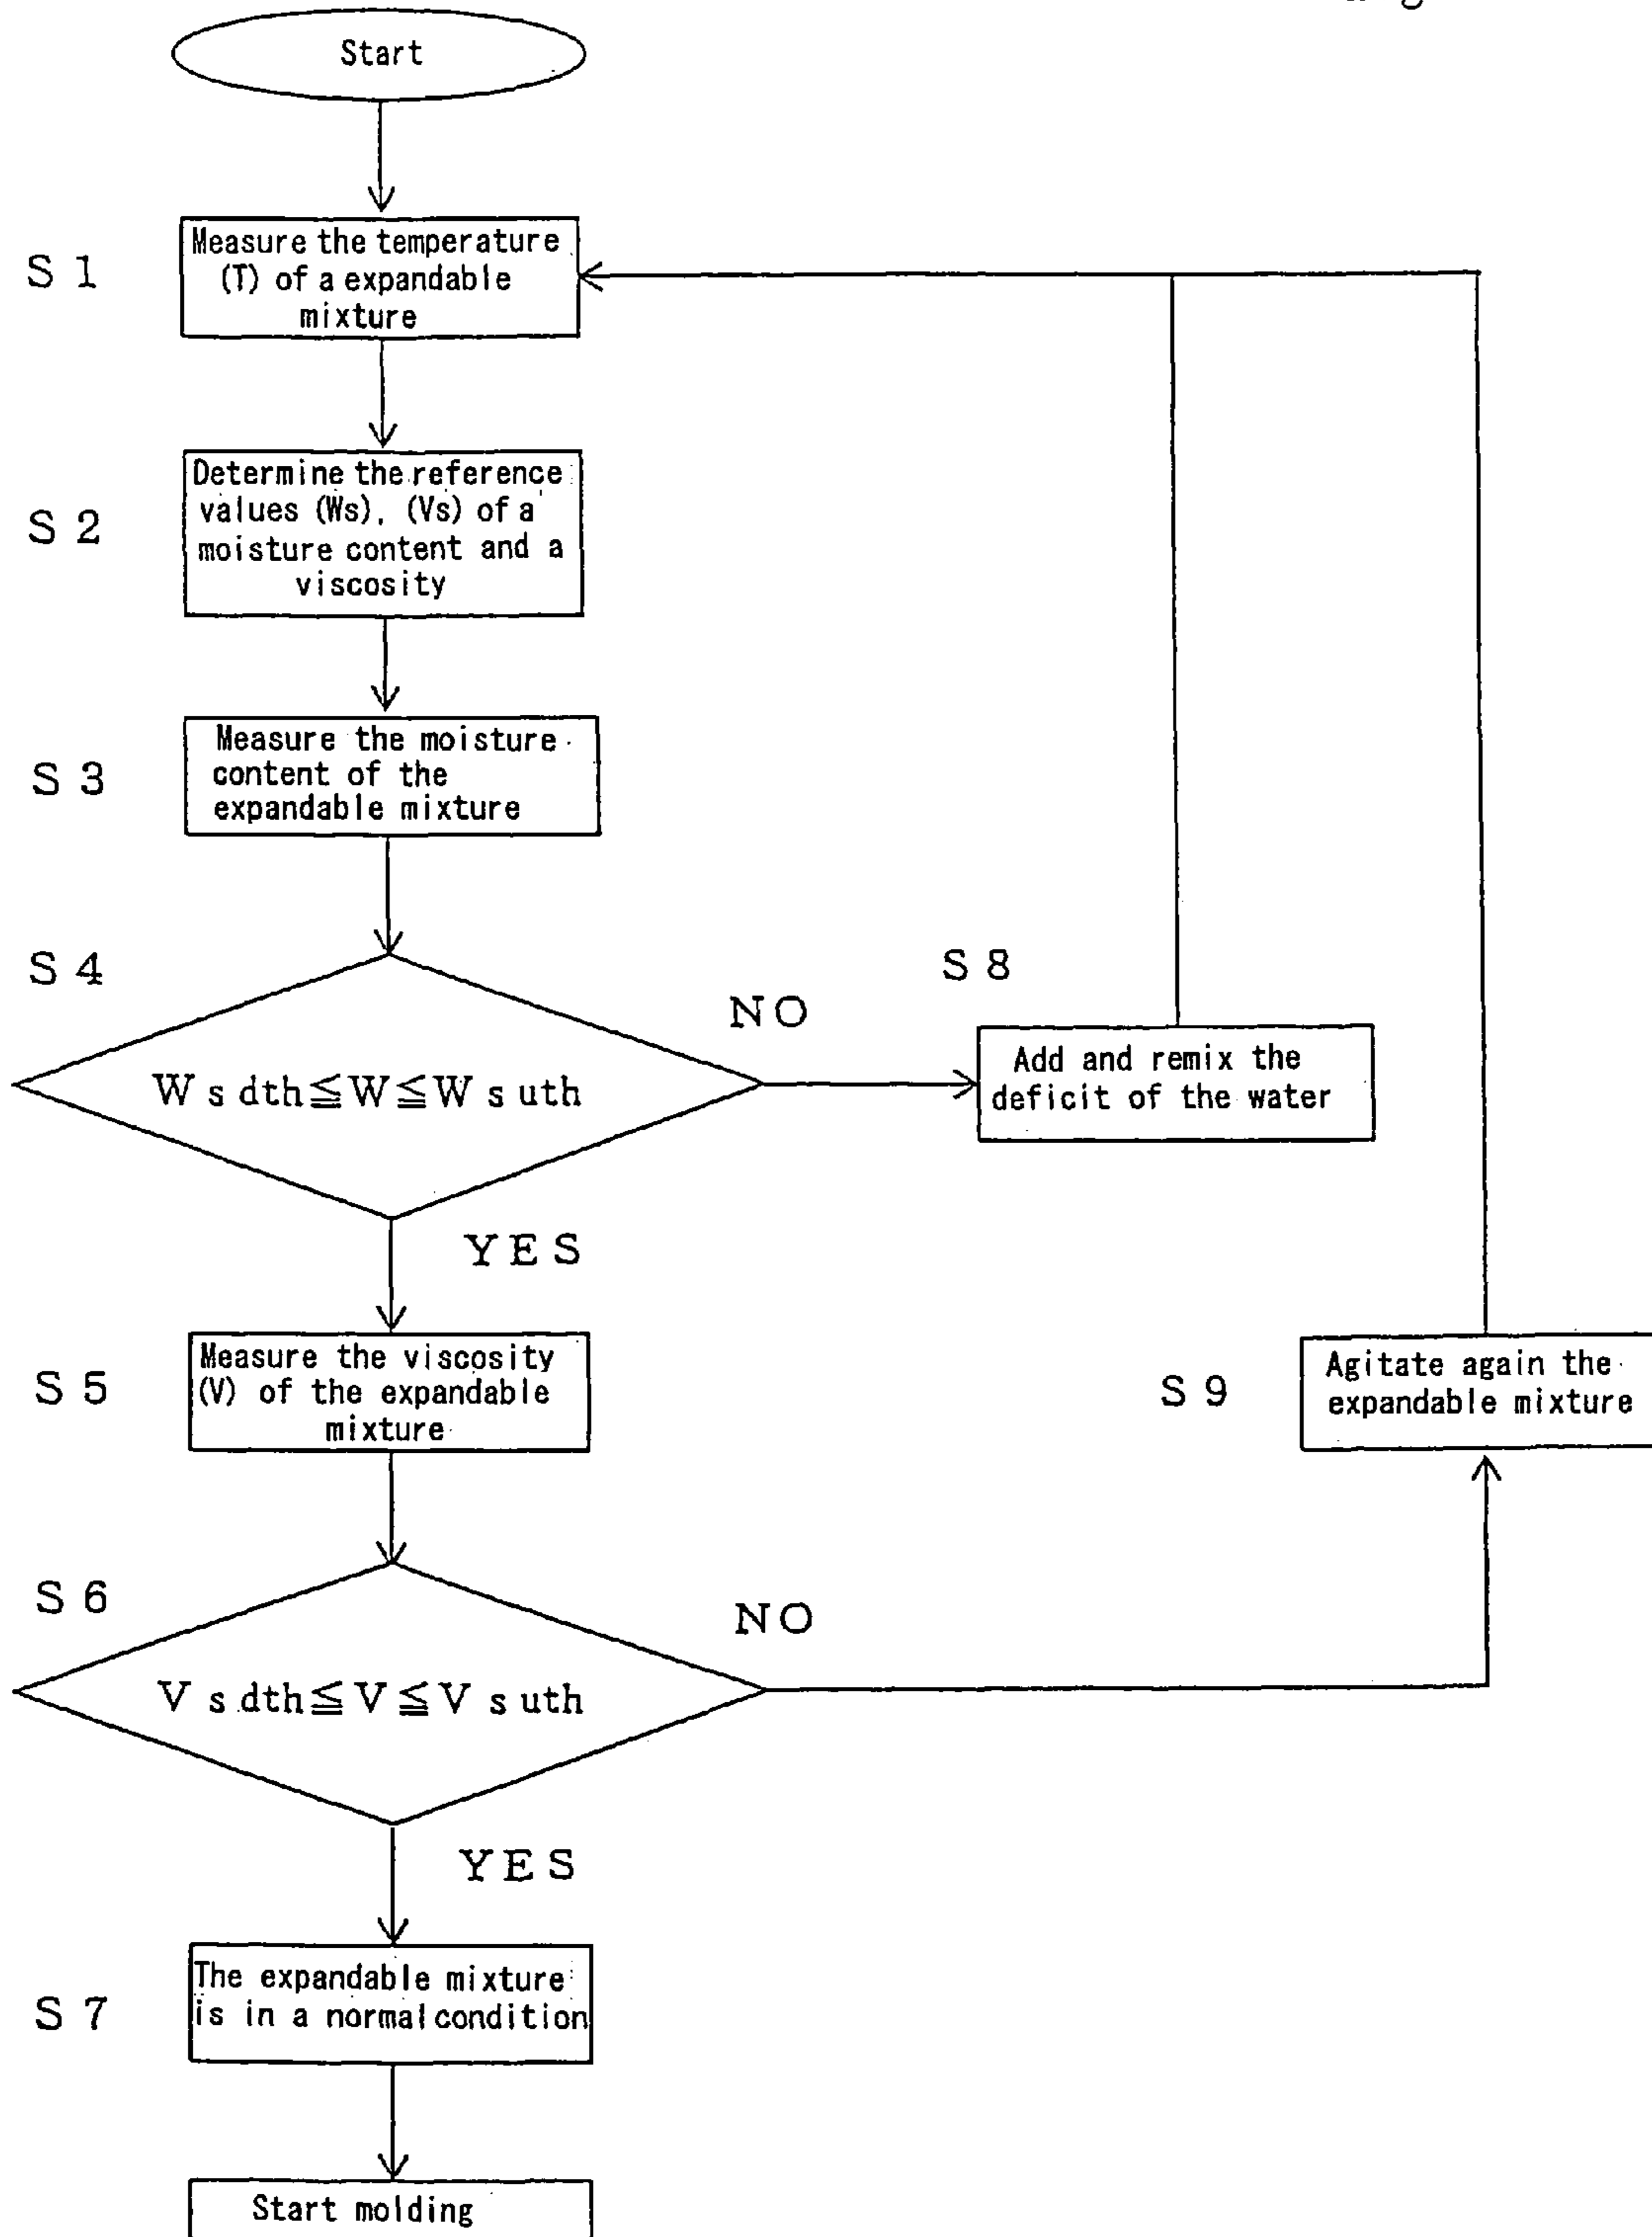 Start
S 1
Measure the temperature
(T) of a expandable
mixture
S 2
Determine the reference
values (Ws), (Vs) of a
moisture content and a
viscosity
S 3
Measure the moisture
content of the
expandable mixture
S 4
W s dth≦W≦W s uth
NO
S 8
Add and remix the
deficit of the water
YES
S 5
Measure the viscosity
(V) of the expandable
mixture
S 9
Agitate again the
expandable mixture
S 6
V s dth≦V≦V s uth
NO
YES
S 7
The expandable mixture
is in a normal condition
Start molding